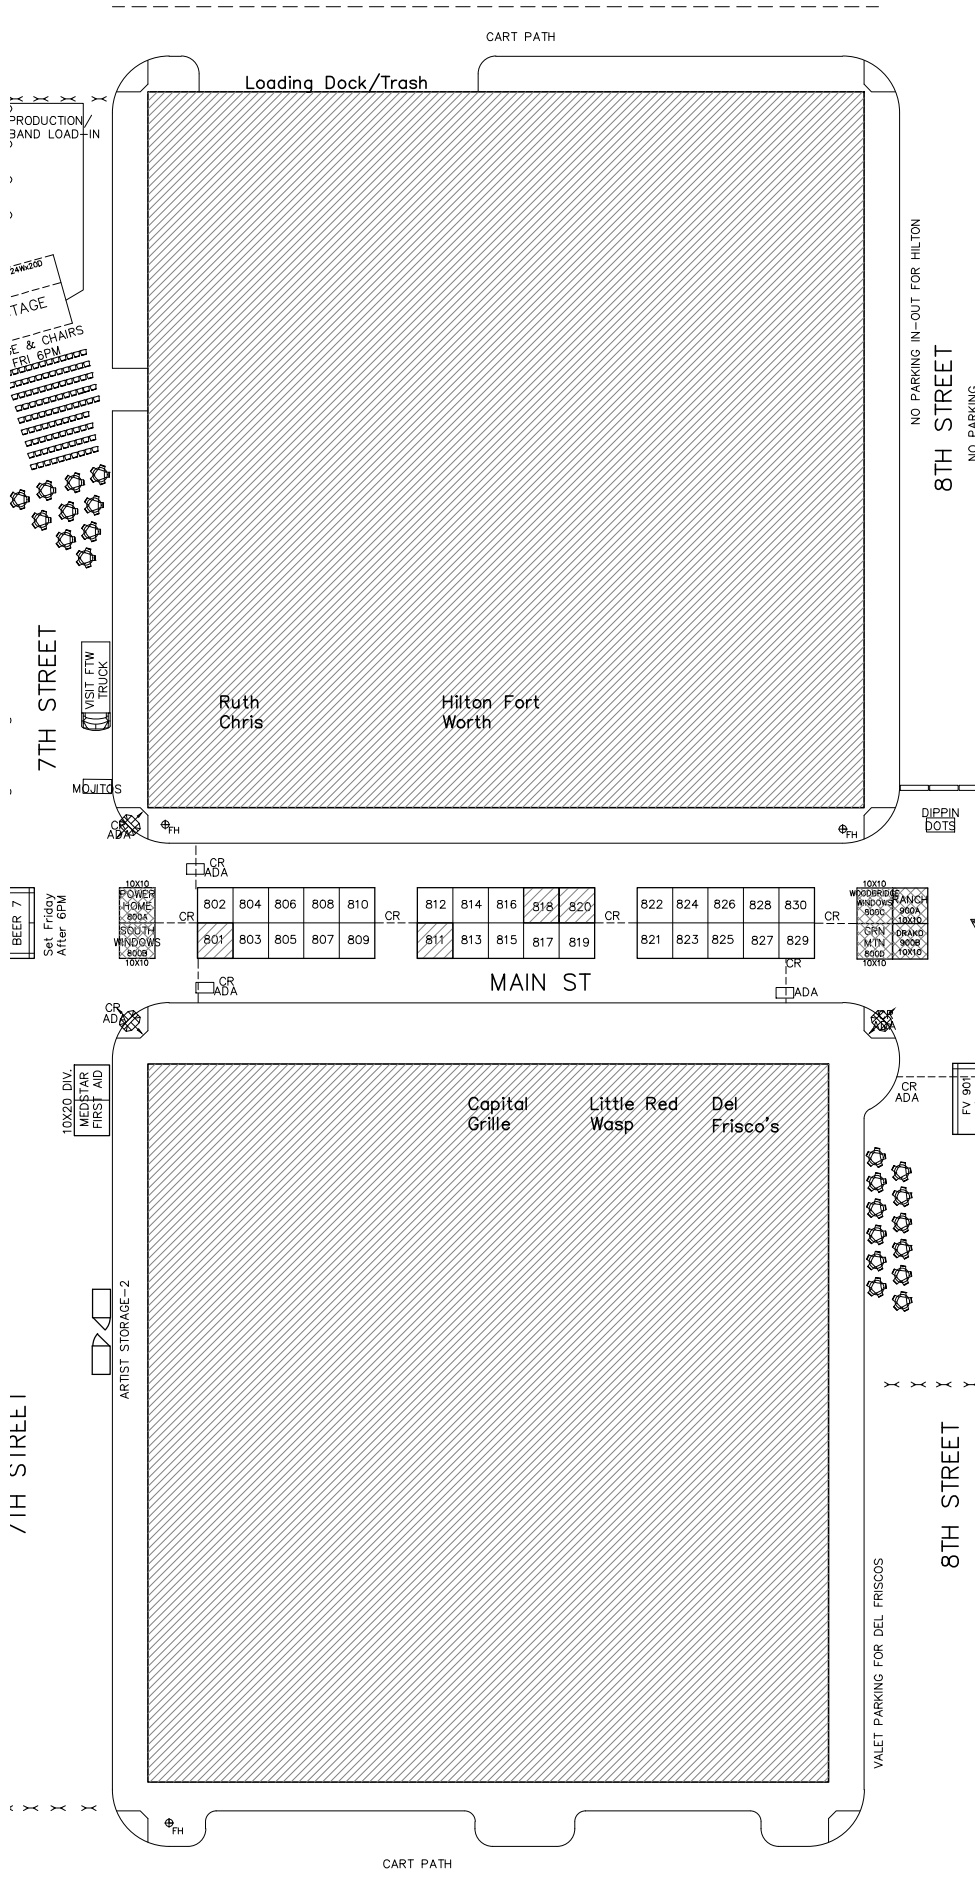 CART PATH
Loading Dock/Trash
PRODUCTION/
BAND LOAD-IN
24Wx20D
TAGE
E & CHAIRS
FRI 6PM
NO PARKING IN-OUT FOR HILTON
8TH STREET
NO PARKING
7TH STREET
VISIT FTW
TRUCK
Ruth
Chris
Hilton Fort
Worth
MOJITOS
CR
ADA
FH
FH
DIPPIN
DOTS
CR
ADA
BEER 7
Set Friday
After 6PM
10X10
POWER
HOME
800A
SOUTH
WINDOWS
800B
10X10
CR
802 804 806 808 810
801 803 805 807 809
CR
812 814 816 818 820
811 813 815 817 819
CR
822 824 826 828 830
821 823 825 827 829
CR
10X10
WOODBRIDGE
WINDOWS
800C
GRN
MTN
800D
10X10
RANCH
900A
10X10
DRAKO
900B
10X10
CR
ADA
MAIN ST
CR
ADA
CR
ADA
CR
ADA
10X20 DIV.
MEDSTAR
FIRST AID
Capital
Grille
Little Red
Wasp
Del
Frisco's
CR
ADA
FV 901
ARTIST STORAGE-2
7TH STREET
8TH STREET
VALET PARKING FOR DEL FRISCOS
FH
CART PATH